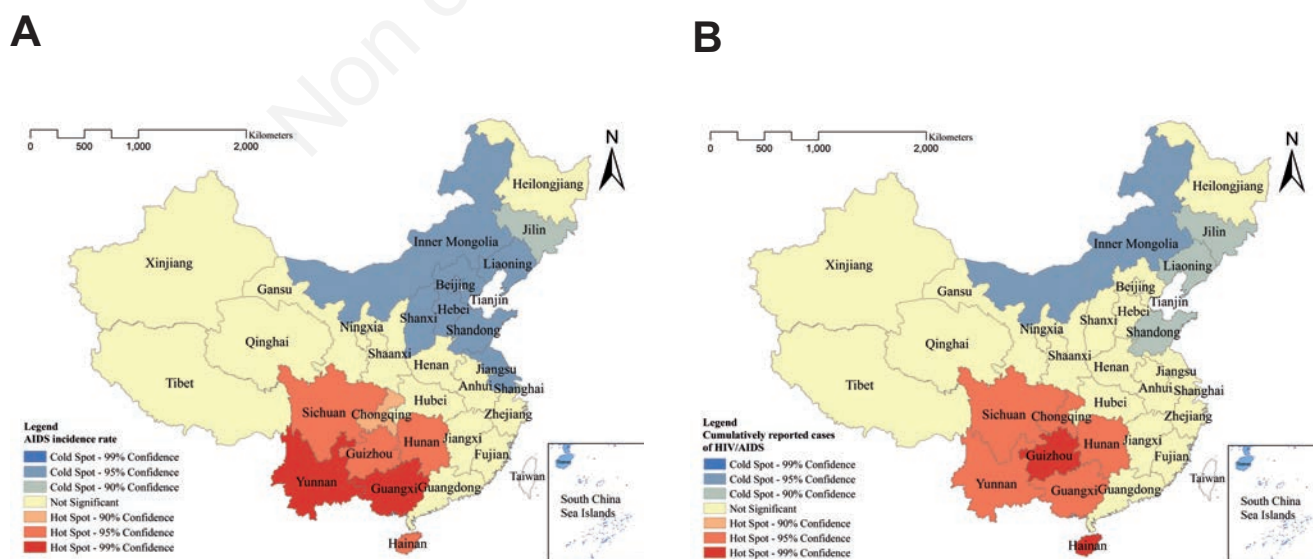 A
Non c
Kilometers
0 500 1,000 2,000
N
Heilongjiang
Jilin
Inner Mongolia
Liaoning
Xinjiang
Beijing
Gansu
Tianjin
Hebei
Ningxia
Shanxi
Shandong
Qinghai
Shaanxi
Henan
Jiangsu
Tibet
Anhui
Shanghai
Sichuan
Hubei
Chongqing
Zhejiang
Hunan
Jiangxi
Guizhou
Fujian
Yunnan
Guangxi
Guangdong
Taiwan
Hainan
South China
Sea Islands
Legend
AIDS incidence rate
Cold Spot - 99% Confidence
Cold Spot - 95% Confidence
Cold Spot - 90% Confidence
Not Significant
Hot Spot - 90% Confidence
Hot Spot - 95% Confidence
Hot Spot - 99% Confidence
B
Kilometers
0 500 1,000 2,000
N
Heilongjiang
Jilin
Inner Mongolia
Liaoning
Xinjiang
Beijing
Gansu
Tianjin
Hebei
Ningxia
Shanxi
Shandong
Qinghai
Shaanxi
Henan
Jiangsu
Tibet
Anhui
Shanghai
Sichuan
Hubei
Chongqing
Zhejiang
Hunan
Jiangxi
Guizhou
Fujian
Yunnan
Guangxi
Guangdong
Taiwan
Hainan
South China
Sea Islands
Legend
Cumulatively reported cases
of HIV/AIDS
Cold Spot - 99% Confidence
Cold Spot - 95% Confidence
Cold Spot - 90% Confidence
Not Significant
Hot Spot - 90% Confidence
Hot Spot - 95% Confidence
Hot Spot - 99% Confidence